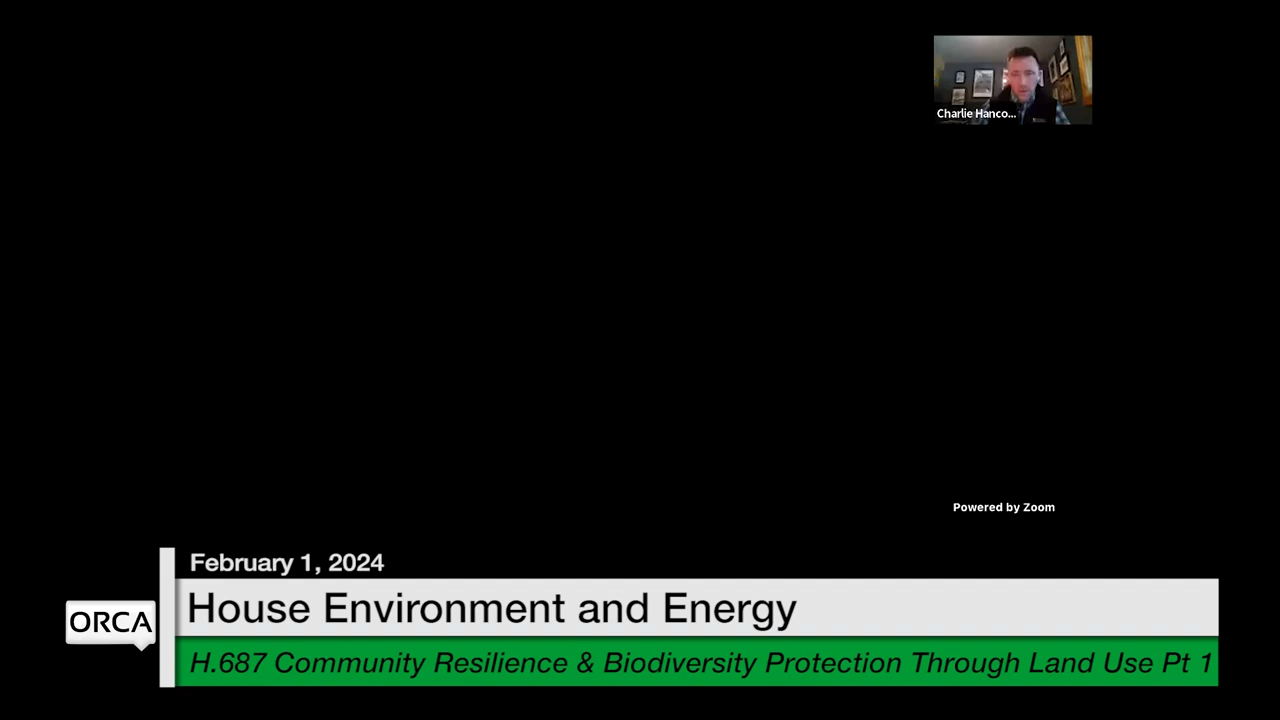 Charlie Hanco...
Powered by Zoom
February 1, 2024
House Environment and Energy
ORCA
H.687 Community Resilience & Biodiversity Protection Through Land Use Pt 1